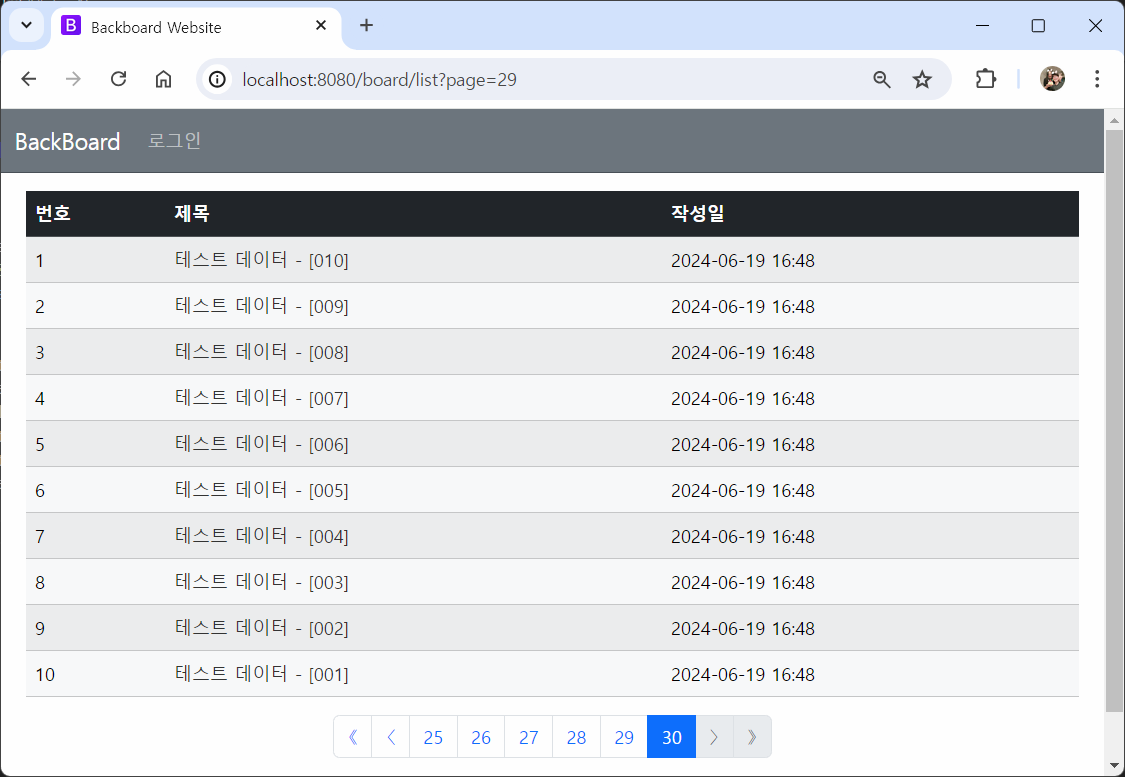 Backboard Website
localhost:8080/board/list?page=29
BackBoard 로그인
번호 제목 작성일
1 테스트 데이터 - [010] 2024-06-19 16:48
2 테스트 데이터 - [009] 2024-06-19 16:48
3 테스트 데이터 - [008] 2024-06-19 16:48
4 테스트 데이터 - [007] 2024-06-19 16:48
5 테스트 데이터 - [006] 2024-06-19 16:48
6 테스트 데이터 - [005] 2024-06-19 16:48
7 테스트 데이터 - [004] 2024-06-19 16:48
8 테스트 데이터 - [003] 2024-06-19 16:48
9 테스트 데이터 - [002] 2024-06-19 16:48
10 테스트 데이터 - [001] 2024-06-19 16:48
《 〈 25 26 27 28 29 30 〉 》